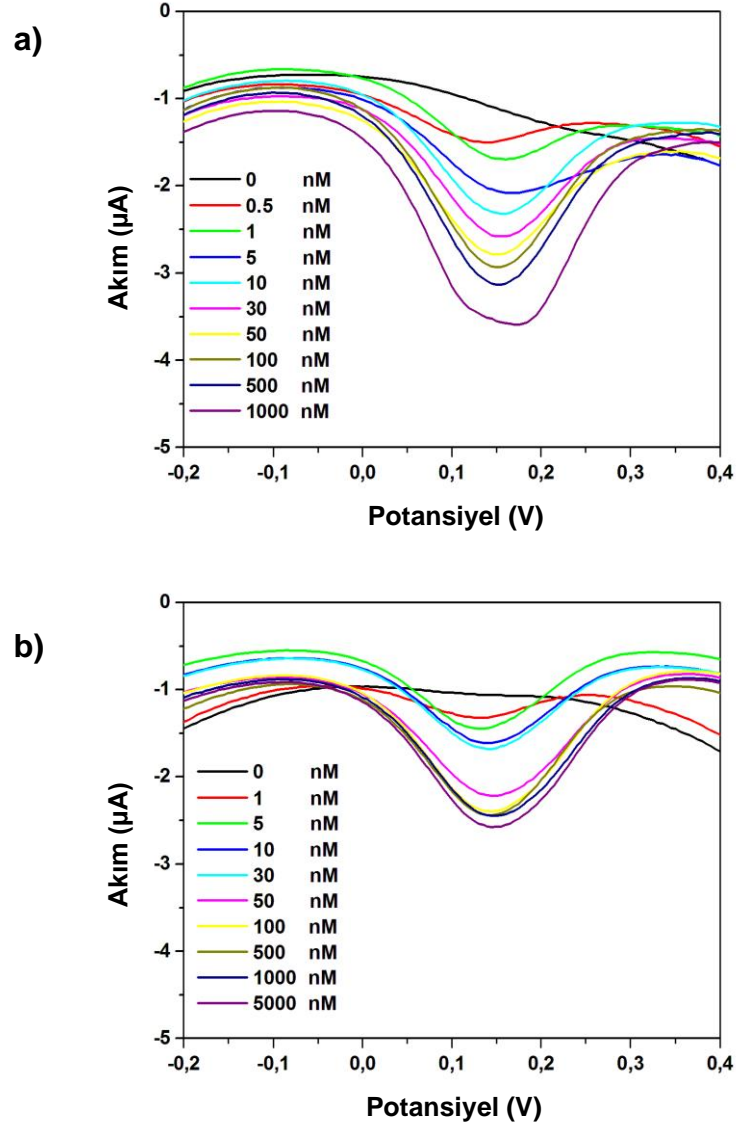 a)
0
-1
-2
-3
-4
-5
Akım (µA)
0 nM
0.5 nM
1 nM
5 nM
10 nM
30 nM
50 nM
100 nM
500 nM
1000 nM
-0,2 -0,1 0,0 0,1 0,2 0,3 0,4
Potansiyel (V)
b)
0
-1
-2
-3
-4
-5
Akım (µA)
0 nM
1 nM
5 nM
10 nM
30 nM
50 nM
100 nM
500 nM
1000 nM
5000 nM
-0,2 -0,1 0,0 0,1 0,2 0,3 0,4
Potansiyel (V)